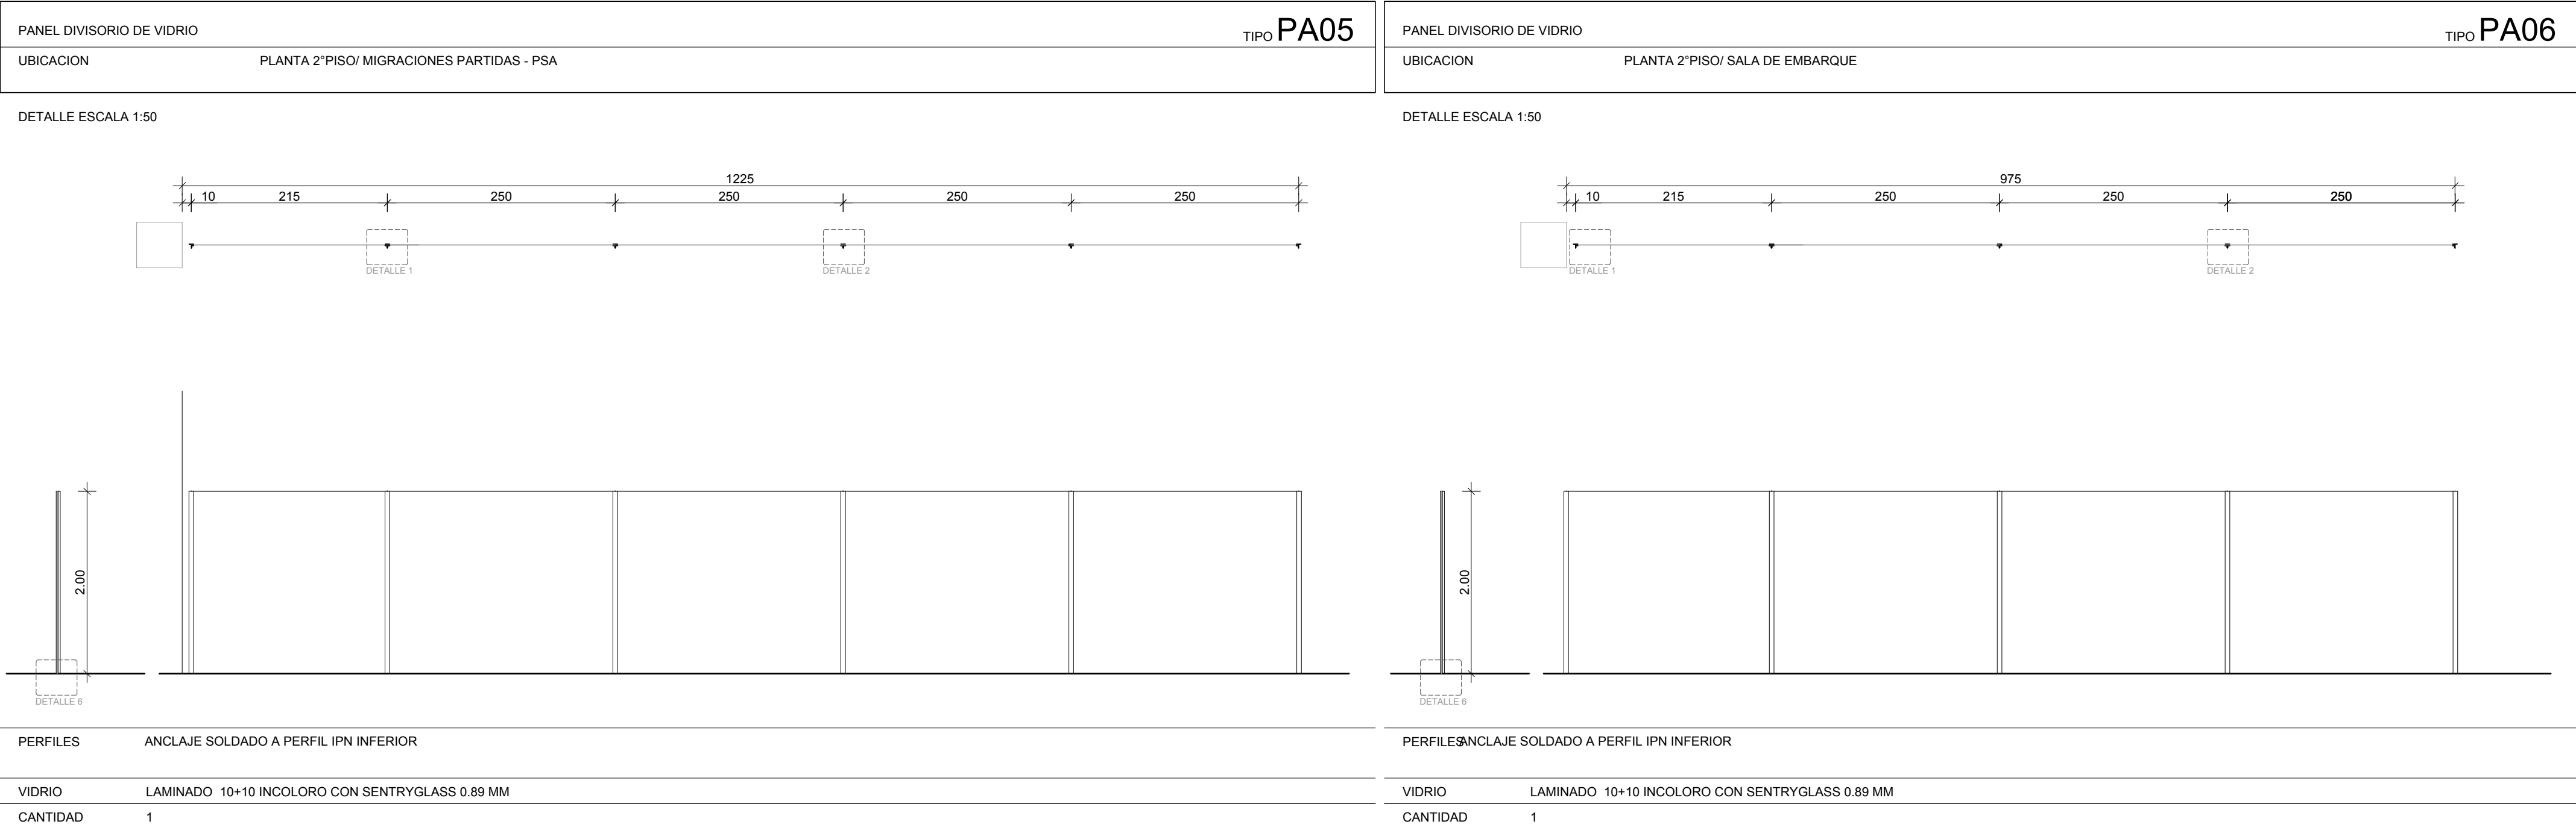 PANEL DIVISORIO DE VIDRIO
TIPO PA05
UBICACION PLANTA 2°PISO/ MIGRACIONES PARTIDAS - PSA
DETALLE ESCALA 1:50
1225
10 215 250 250 250 250
DETALLE 1 DETALLE 2
2.00
DETALLE 6
PERFILES ANCLAJE SOLDADO A PERFIL IPN INFERIOR
VIDRIO LAMINADO 10+10 INCOLORO CON SENTRYGLASS 0.89 MM
CANTIDAD 1
PANEL DIVISORIO DE VIDRIO
TIPO PA06
UBICACION PLANTA 2°PISO/ SALA DE EMBARQUE
DETALLE ESCALA 1:50
975
10 215 250 250 250
DETALLE 1 DETALLE 2
2.00
DETALLE 6
PERFILES ANCLAJE SOLDADO A PERFIL IPN INFERIOR
VIDRIO LAMINADO 10+10 INCOLORO CON SENTRYGLASS 0.89 MM
CANTIDAD 1